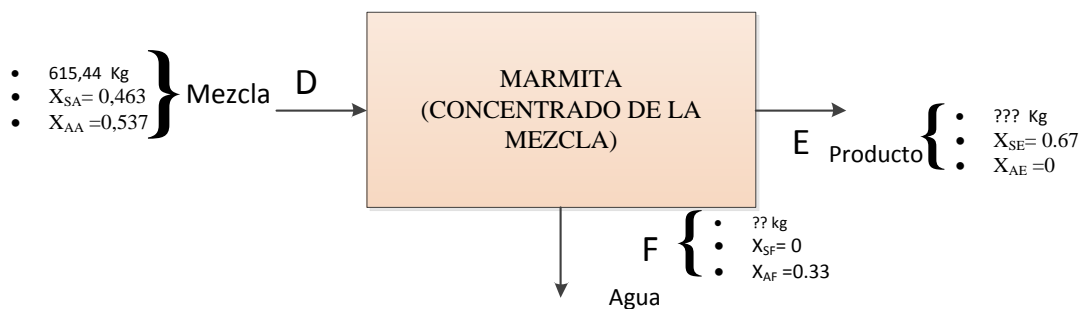 • 615,44 Kg
• XSA= 0,463
• XAA =0,537
Mezcla
D
MARMITA
(CONCENTRADO DE LA
MEZCLA)
E
Producto
• ??? Kg
• XSE= 0.67
• XAE =0
F
• ?? kg
• XSF= 0
• XAF=0.33
Agua